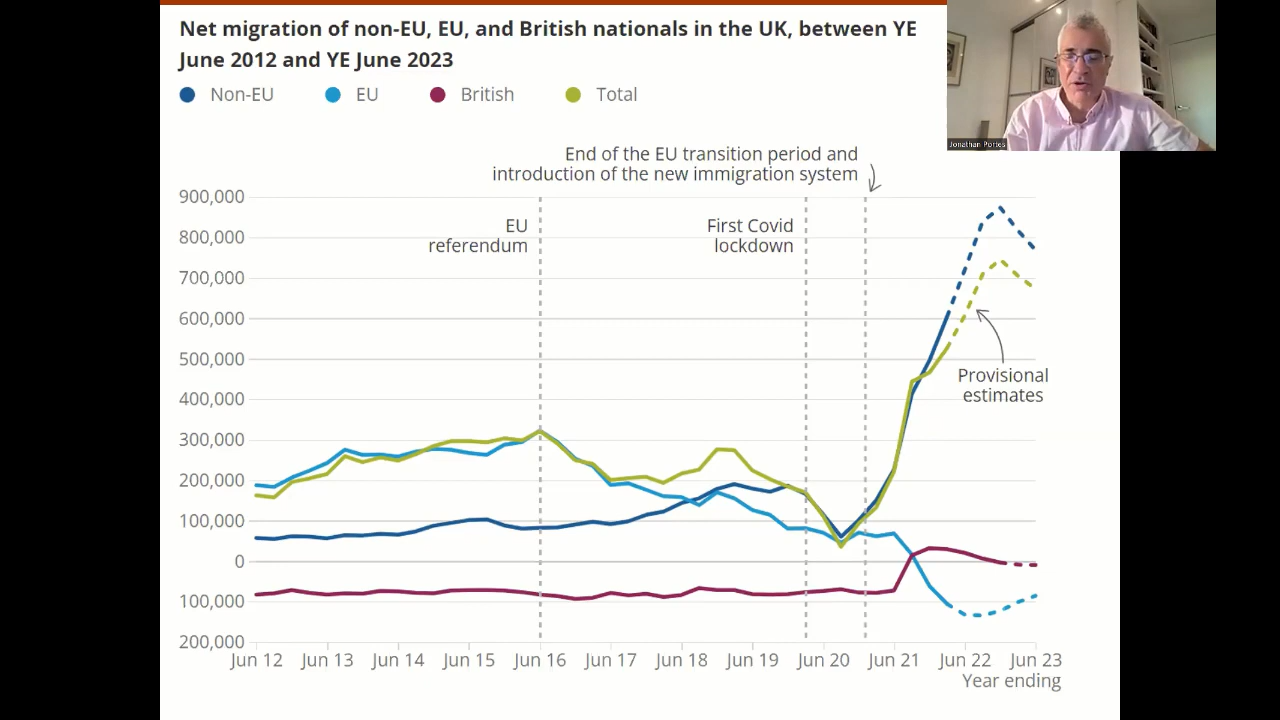 Net migration of non-EU, EU, and British nationals in the UK, between YE
June 2012 and YE June 2023
Non-EU EU British Total
Jonathan Portes
End of the EU transition period and
introduction of the new immigration system
900,000
EU
referendum
First Covid
lockdown
800,000
700,000
600,000
500,000
Provisional
estimates
400,000
300,000
200,000
100,000
0
100,000
200,000
Jun 12 Jun 13 Jun 14 Jun 15 Jun 16 Jun 17 Jun 18 Jun 19 Jun 20 Jun 21 Jun 22 Jun 23
Year ending